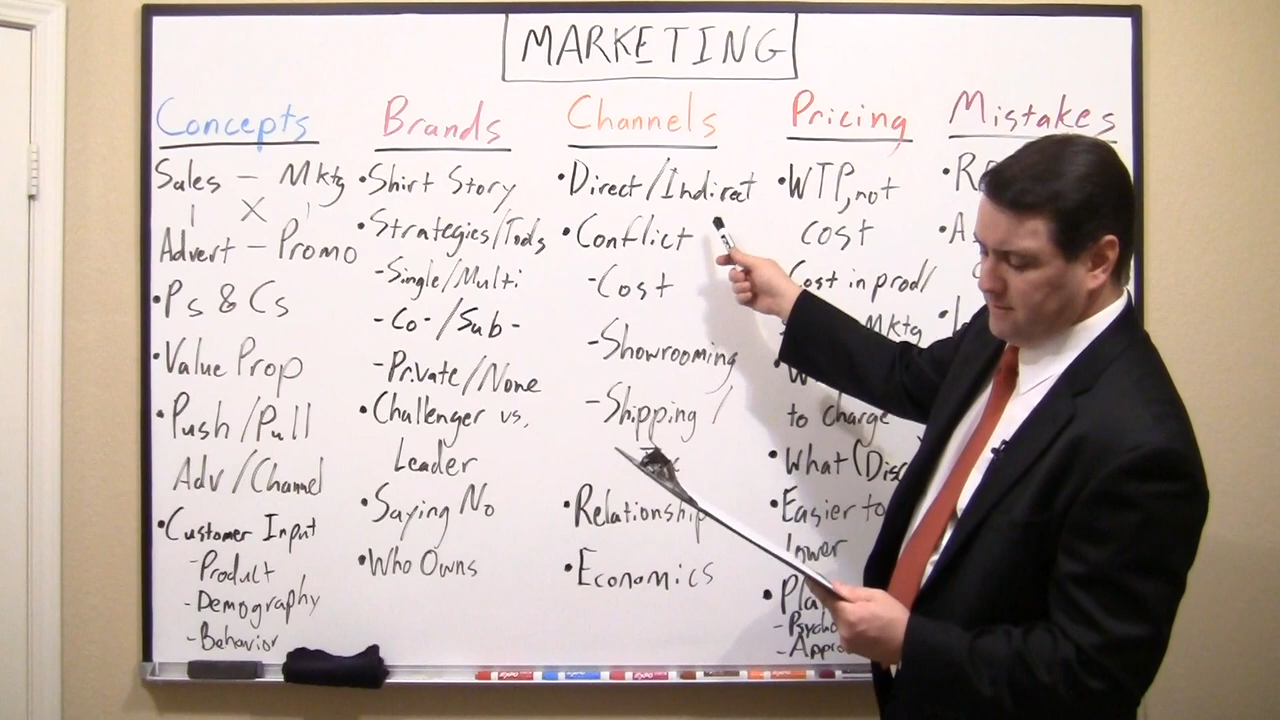 MARKETING
Concepts
Sales - Mktg
X
Advert - Promo
•Ps & Cs
•Value Prop
•Push/Pull
Adv/Channel
•Customer Input
-Product
-Demography
-Behavior
Brands
•Shirt Story
•Strategies/Tools
-Single/Multi
-Co-/Sub-
-Private/None
•Challenger vs.
Leader
•Saying No
•Who Owns
Channels
•Direct/Indirect
•Conflict
-Cost
-Showrooming
-Shipping/
•Relationship
•Economics
Pricing
•WTP, not
cost
Cost in prod/
Mktg
to charge
•What
•Easier to
lower
Mistakes